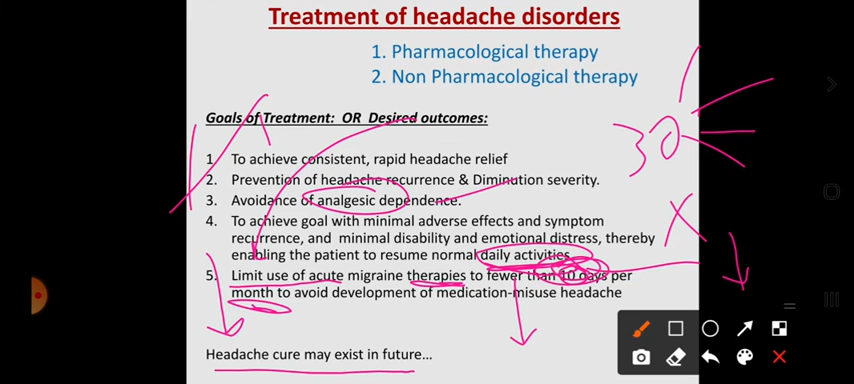 Treatment of headache disorders
1. Pharmacological therapy
2. Non Pharmacological therapy
Goals of Treatment: OR Desired outcomes:
1. To achieve consistent, rapid headache relief
2. Prevention of headache recurrence & Diminution severity.
3. Avoidance of analgesic dependence.
4. To achieve goal with minimal adverse effects and symptom
recurrence, and minimal disability and emotional distress, thereby
enabling the patient to resume normal daily activities.
5. Limit use of acute migraine therapies to fewer than 10 days per
month to avoid development of medication-misuse headache
Headache cure may exist in future...
30